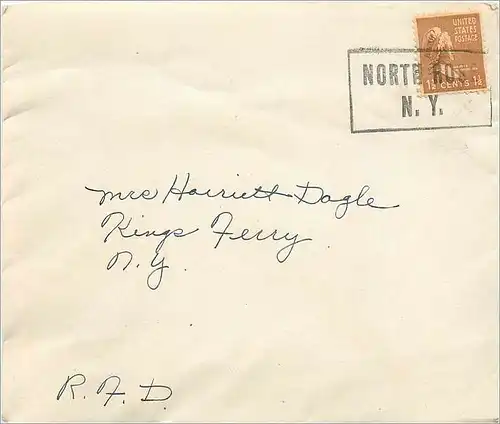 UNITED
STATES
POSTAGE
1½ CENTS 1½
NORTH ROSE
N. Y.
Mrs Harriett Dagle
Kings Ferry
N.Y.
R. F. D.